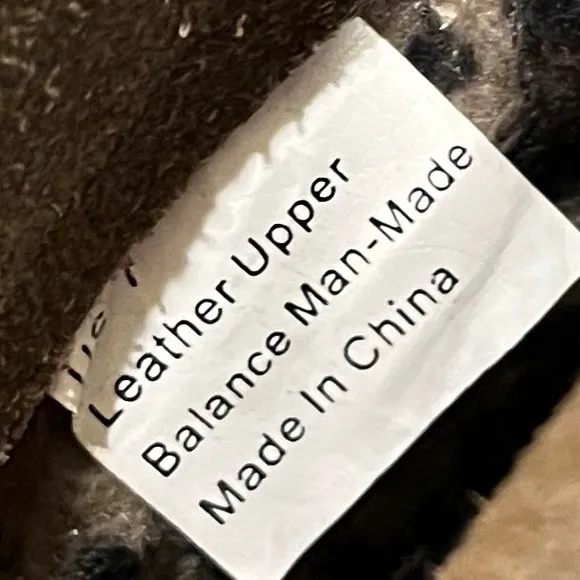 Leather Upper
Balance Man-Made
Made In China